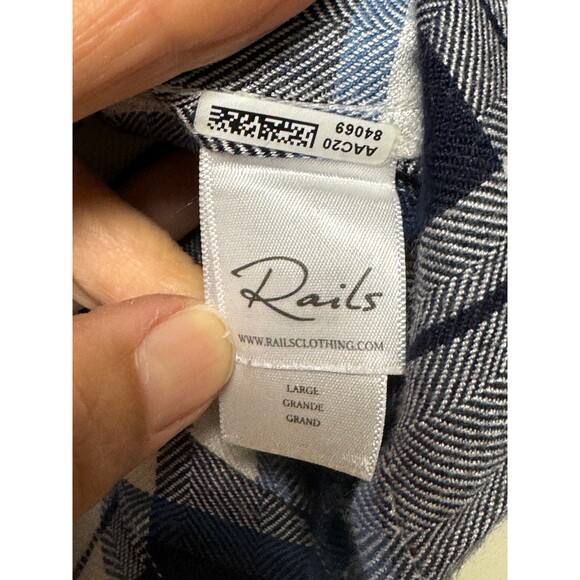 AAC20
84069
Rails
WWW.RAILSCLOTHING.COM
LARGE
GRANDE
GRAND